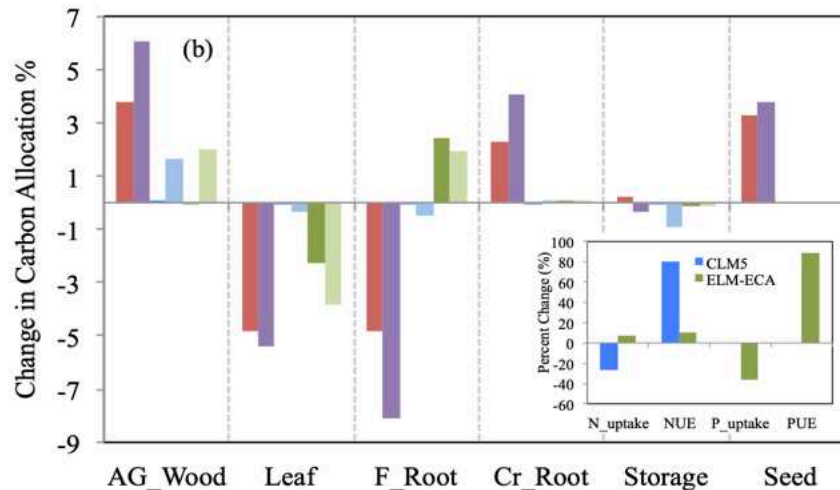 (b)
Change in Carbon Allocation %
7
5
3
1
-1
-3
-5
-7
-9
AG_Wood Leaf F_Root Cr_Root Storage Seed
Percent Change (%)
100
80
60
40
20
0
-20
-40
-60
CLM5
ELM-ECA
N_uptake NUE P_uptake PUE